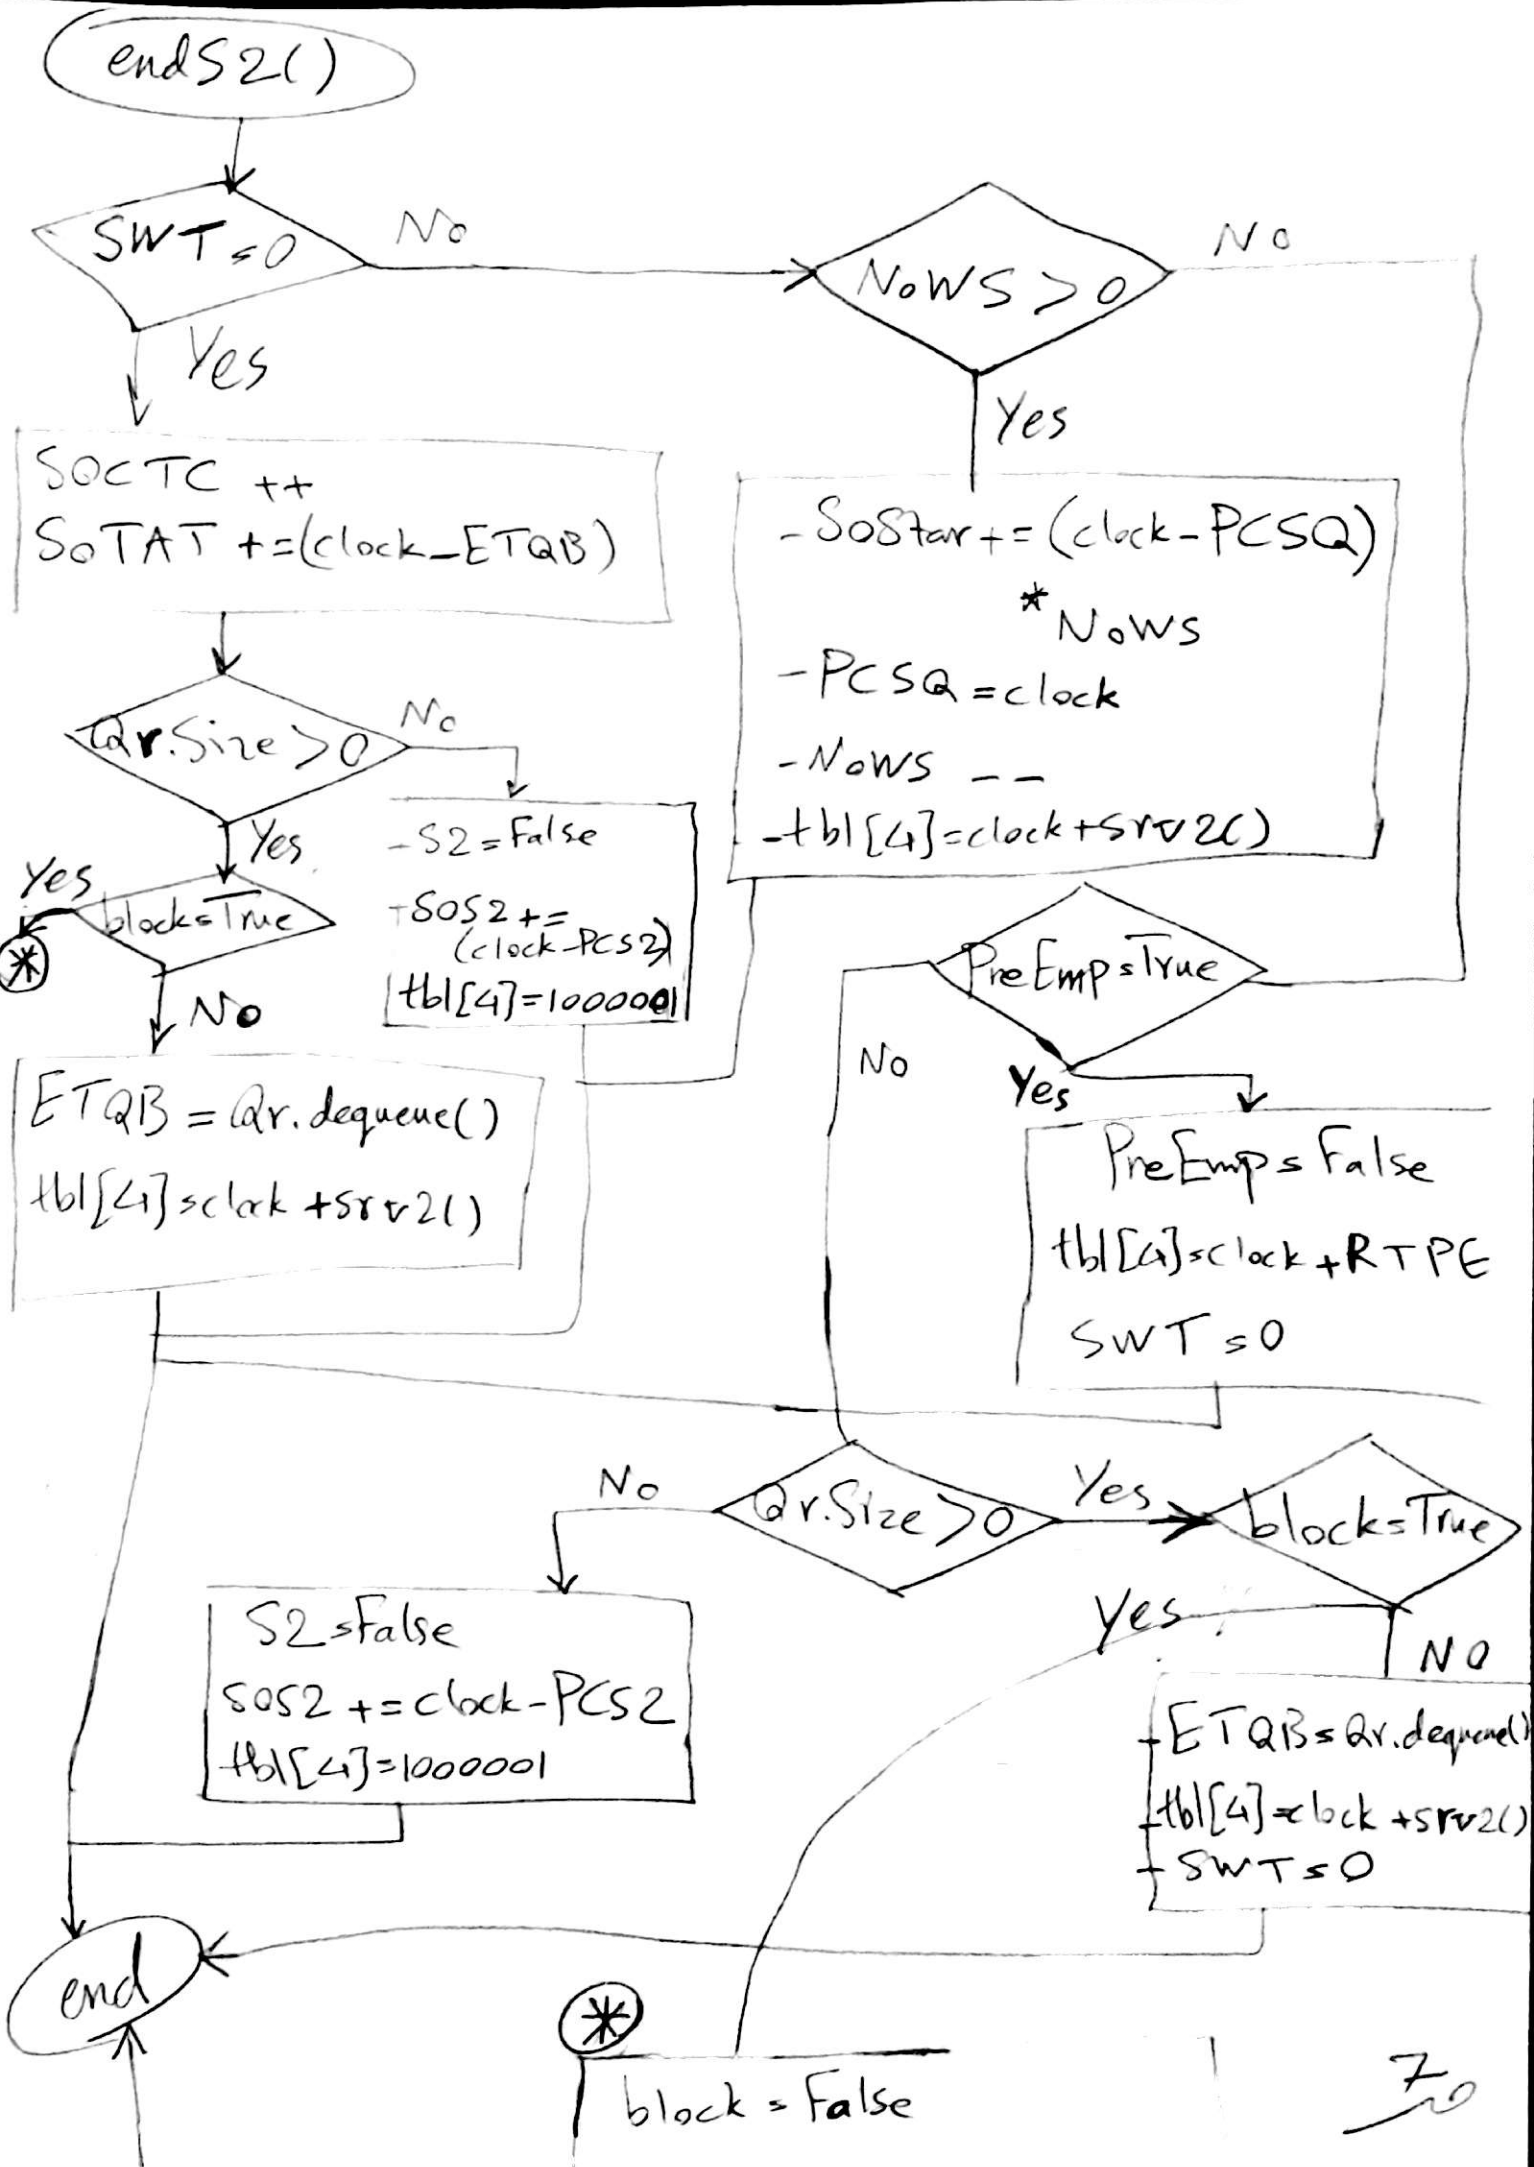 endS2()
SWT=0
No
NoWS>0
No
Yes
Yes
SOCTC ++
SoTAT +=(clock-ETQB)
-SoStar+=(clock-PCSQ)
*NoWS
-PCSQ=clock
-NoWS --
-tbl[4]=clock+srv2()
Qr.Size>0
No
Yes
-S2=False
-SOS2+=
(clock-PCS2)
tbl[4]=1000001
Yes
block=True
*
No
PreEmp=True
No
Yes
ETQB=Qr.dequeue()
tbl[4]=clock+srv2()
PreEmp=False
tbl[4]=clock+RTPE
SWT=0
No
Qr.Size>0
Yes
block=True
Yes
NO
S2=False
SOS2+=clock-PCS2
tbl[4]=1000001
-ETQB=Qr.dequeue()
-tbl[4]=clock+srv2()
-SWT=0
end
*
block=False